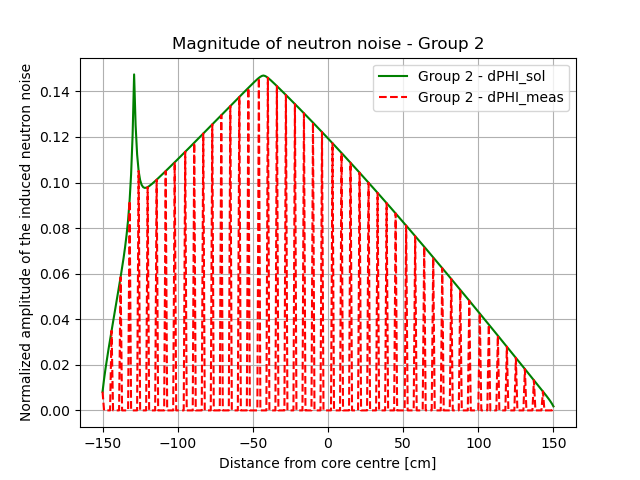 Magnitude of neutron noise - Group 2
Normalized amplitude of the induced neutron noise
0.14
0.12
0.10
0.08
0.06
0.04
0.02
0.00
Group 2 - dPHI_sol
Group 2 - dPHI_meas
−150 −100 −50 0 50 100 150
Distance from core centre [cm]